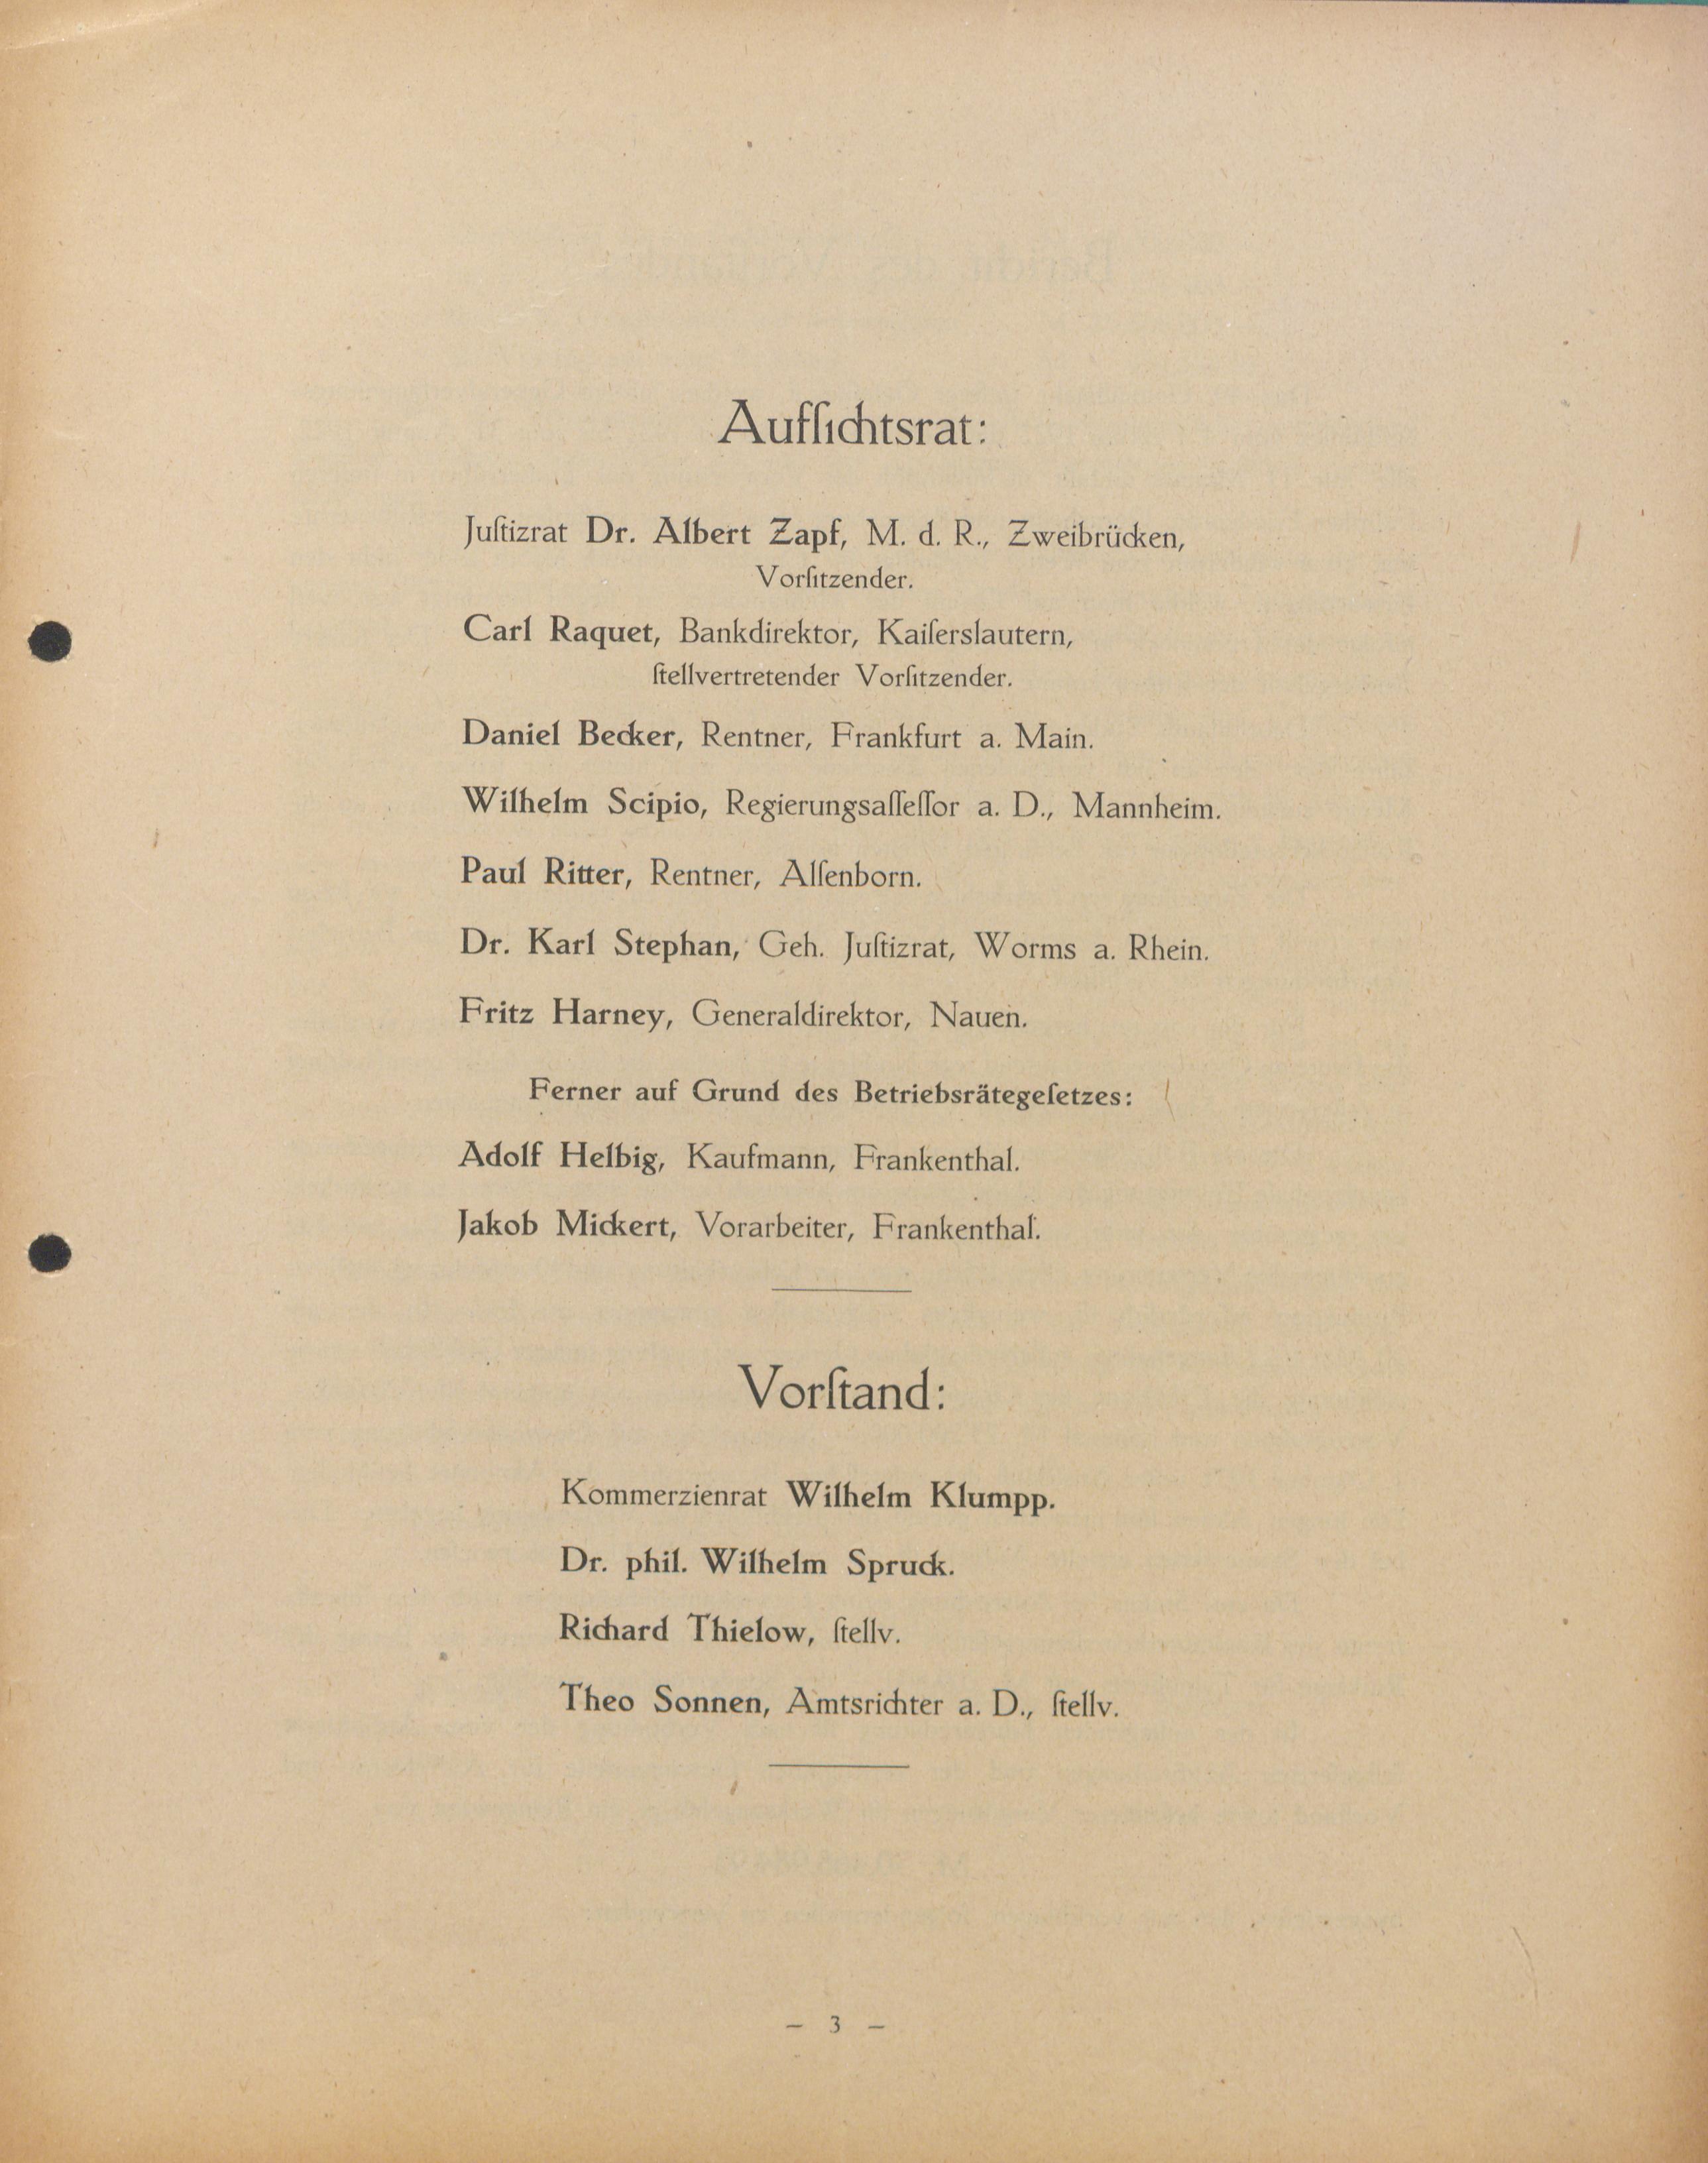 Aufſichtsrat:
Juſtizrat Dr. Albert Zapf, M. d. R., Zweibrücken,
Vorſitzender.
Carl Raquet, Bankdirektor, Kaiſerslautern,
ſtellvertretender Vorſitzender.
Daniel Becker, Rentner, Frankfurt a. Main.
Wilhelm Scipio, Regierungsaſſeſſor a. D., Mannheim.
Paul Ritter, Rentner, Alſenborn.
Dr. Karl Stephan, Geh. Juſtizrat, Worms a. Rhein.
Fritz Harney, Generaldirektor, Nauen.
Ferner auf Grund des Betriebsrätegeſetzes:
Adolf Helbig, Kaufmann, Frankenthal.
Jakob Mickert, Vorarbeiter, Frankenthal.
Vorſtand:
Kommerzienrat Wilhelm Klumpp.
Dr. phil. Wilhelm Spruck.
Richard Thielow, ſtellv.
Theo Sonnen, Amtsrichter a. D., ſtellv.
— 3 —